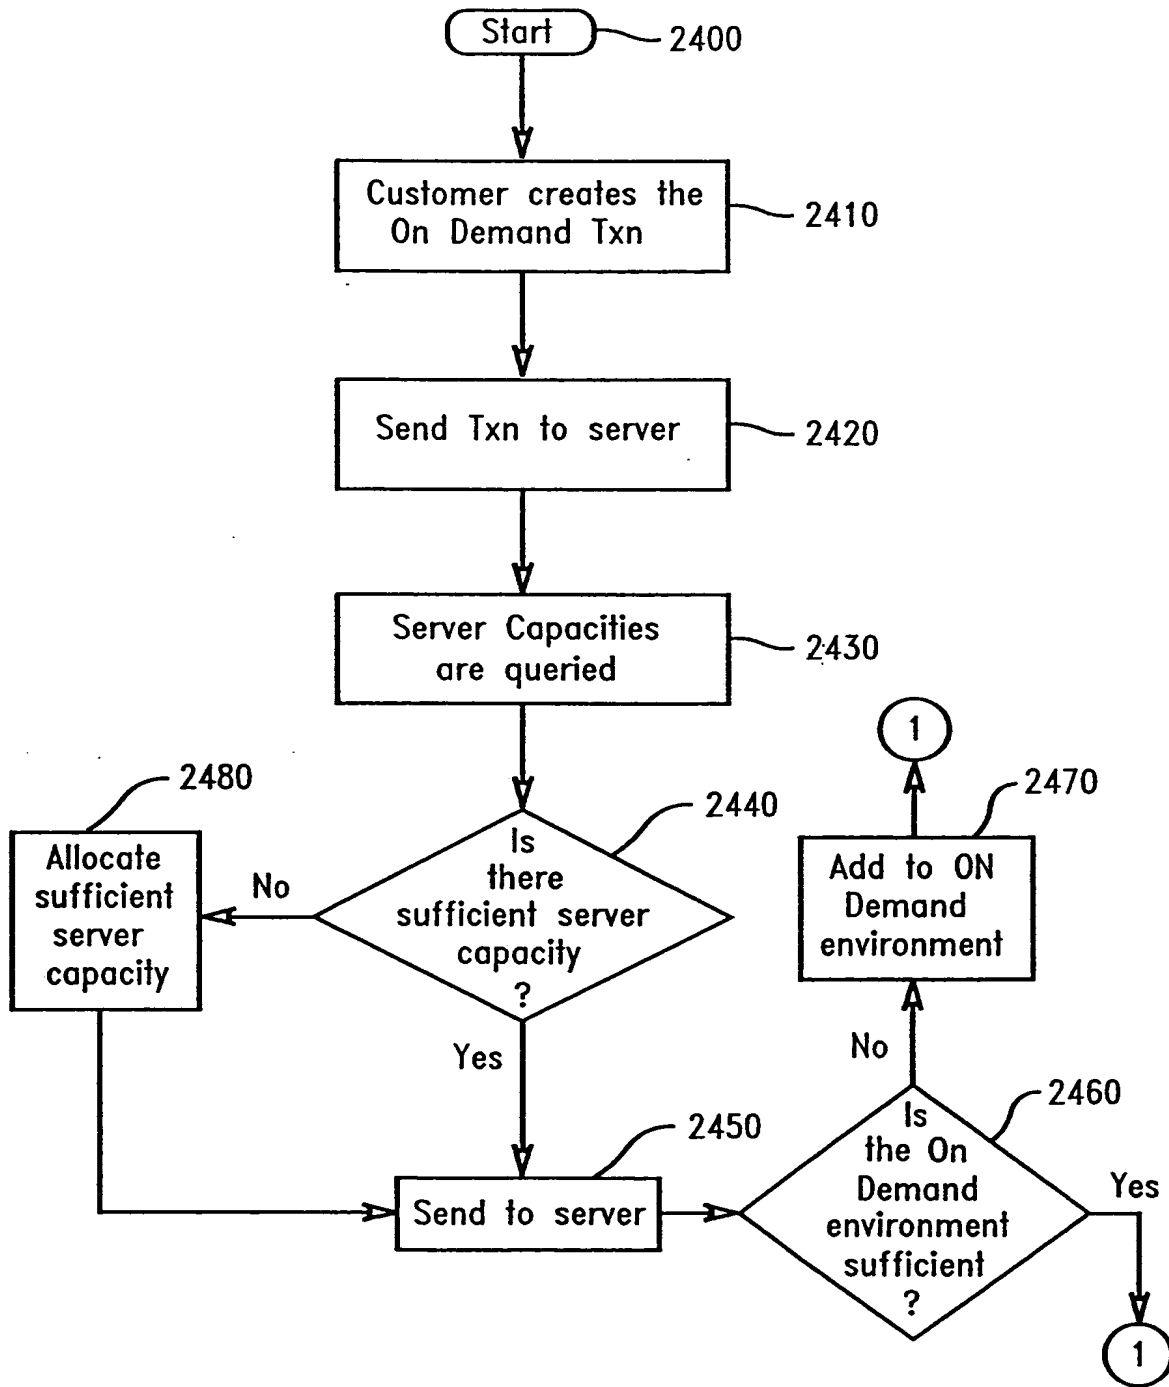 Start
2400
Customer creates the
On Demand Txn
2410
Send Txn to server
2420
Server Capacities
are queried
2430
1
2480
2440
2470
Allocate
sufficient
server
capacity
No
Is
there
sufficient server
capacity
?
Add to ON
Demand
environment
Yes
No
2450
2460
Send to server
Is
the On
Demand
environment
sufficient
?
Yes
1